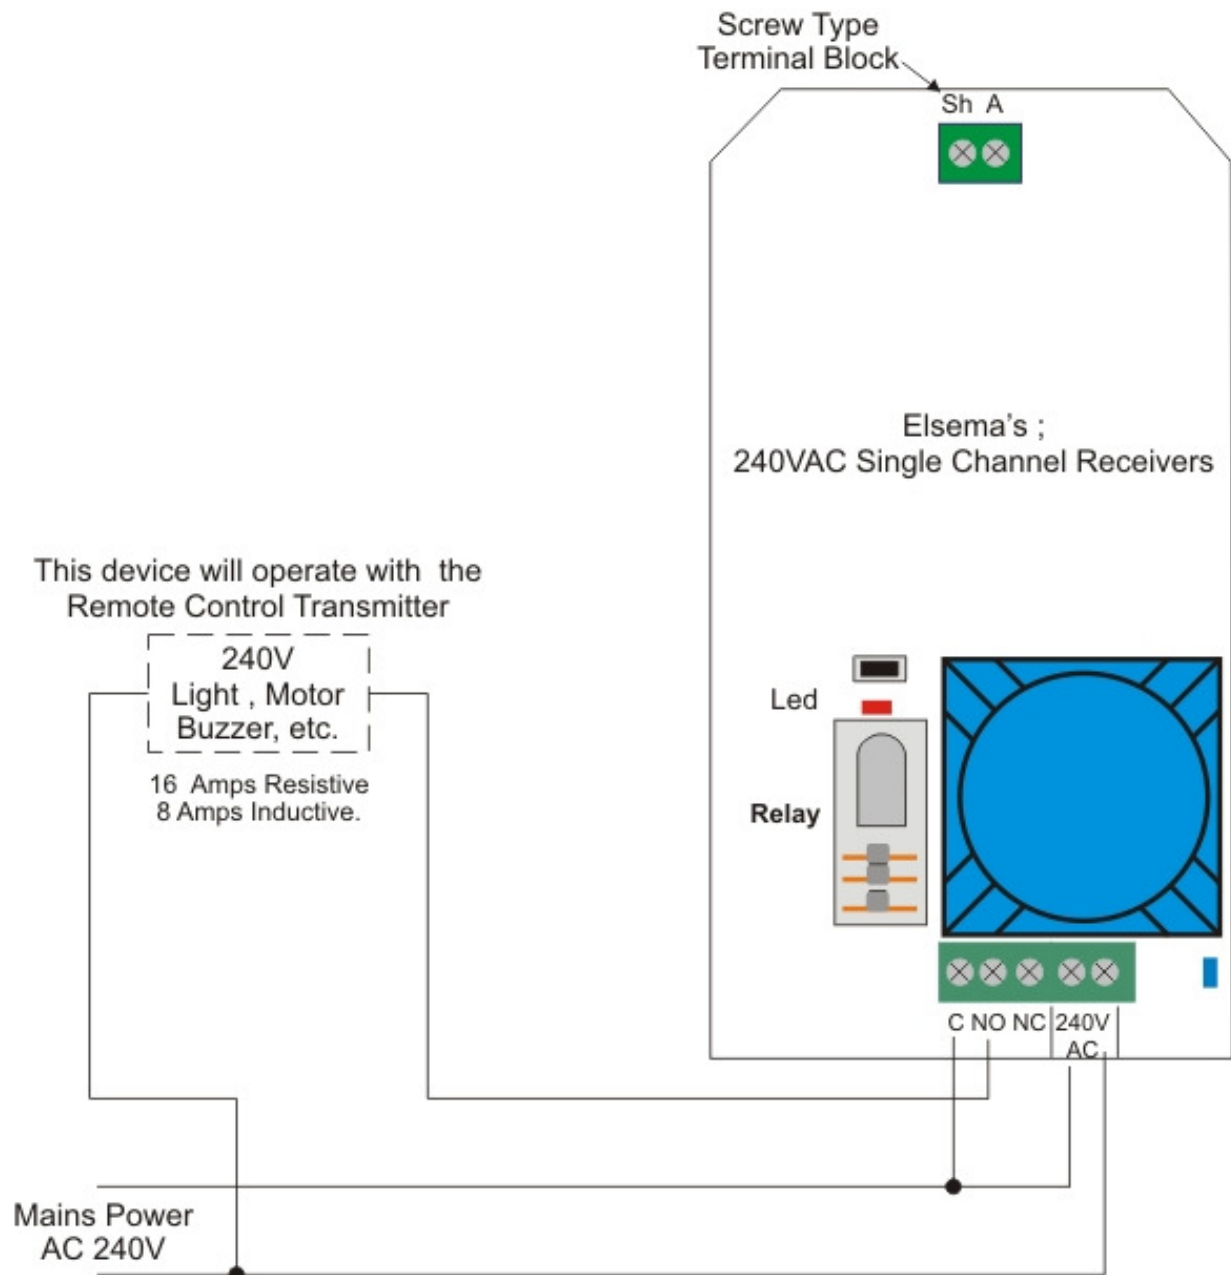 Screw Type
Terminal Block
Sh A
Elsema's ;
240VAC Single Channel Receivers
This device will operate with the
Remote Control Transmitter
240V
Light , Motor
Buzzer, etc.
16 Amps Resistive
8 Amps Inductive.
Led
Relay
C NO NC 240V
AC
Mains Power
AC 240V